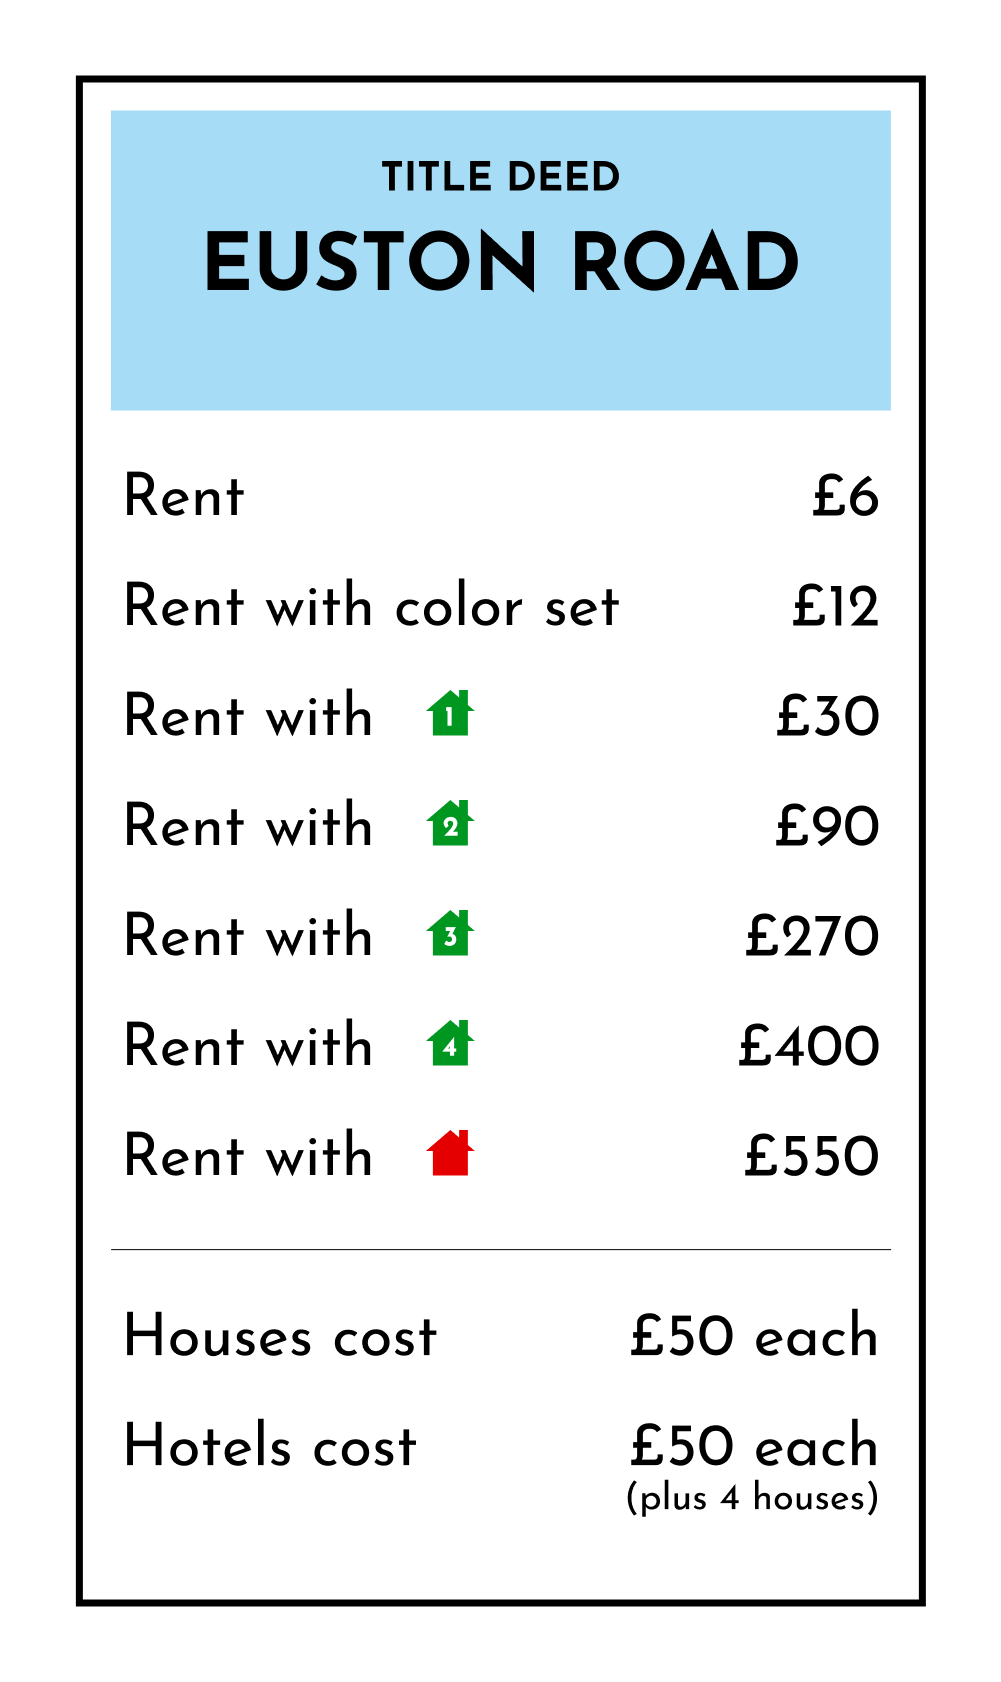 TITLE DEED
EUSTON ROAD
Rent £6
Rent with color set £12
Rent with 1 £30
Rent with 2 £90
Rent with 3 £270
Rent with 4 £400
Rent with £550
Houses cost £50 each
Hotels cost £50 each
(plus 4 houses)